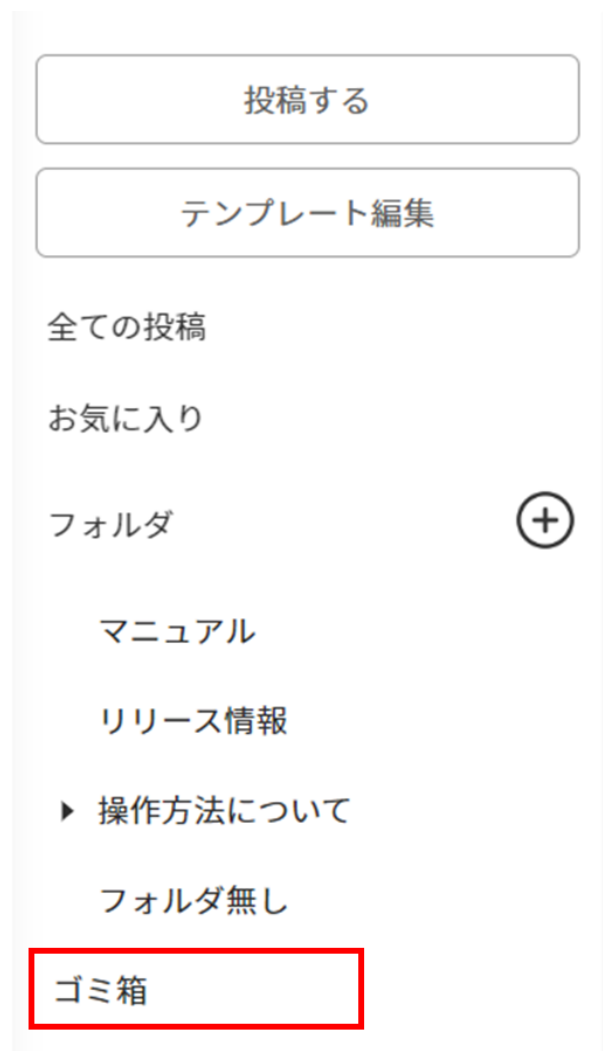 投稿する
テンプレート編集
全ての投稿
お気に入り
フォルダ
マニュアル
リリース情報
操作方法について
フォルダ無し
ゴミ箱